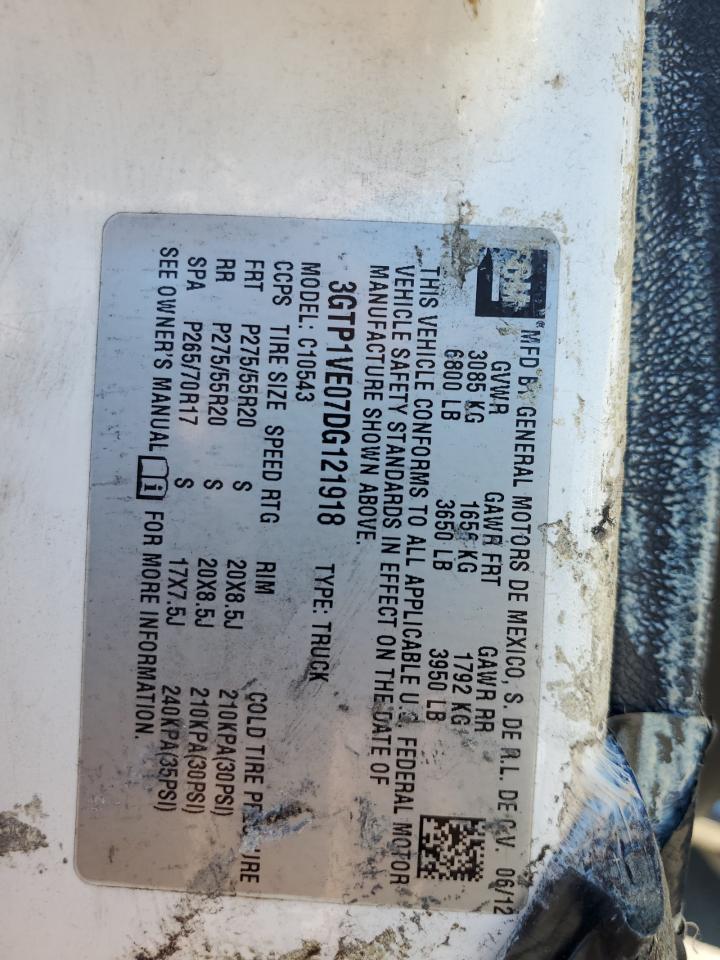 GM
MFD BY GENERAL MOTORS DE MEXICO, S. DE R.L. DE C.V. 06/12
GVWR GAWR FRT GAWR RR
3085 KG 1656 KG 1792 KG
6800 LB 3650 LB 3950 LB
THIS VEHICLE CONFORMS TO ALL APPLICABLE U.S. FEDERAL MOTOR
VEHICLE SAFETY STANDARDS IN EFFECT ON THE DATE OF
MANUFACTURE SHOWN ABOVE.
3GTP1VE07DG121918 TYPE: TRUCK
MODEL: C10543
CCPS TIRE SIZE SPEED RTG RIM COLD TIRE PRESSURE
FRT P275/55R20 S 20X8.5J 210KPA(30PSI)
RR P275/55R20 S 20X8.5J 210KPA(30PSI)
SPA P265/70R17 S 17X7.5J 240KPA(35PSI)
SEE OWNER'S MANUAL FOR MORE INFORMATION.